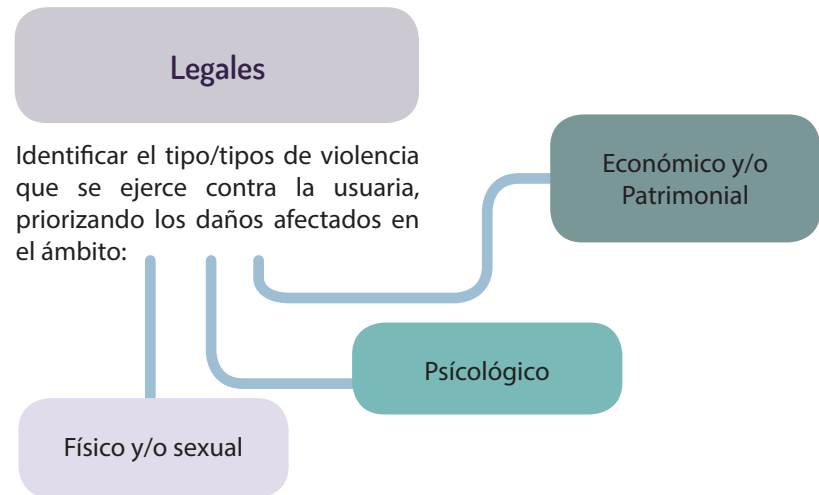 Legales
Identificar el tipo/tipos de violencia
que se ejerce contra la usuaria,
priorizando los daños afectados en
el ámbito:
Económico y/o
Patrimonial
Psícológico
Físico y/o sexual